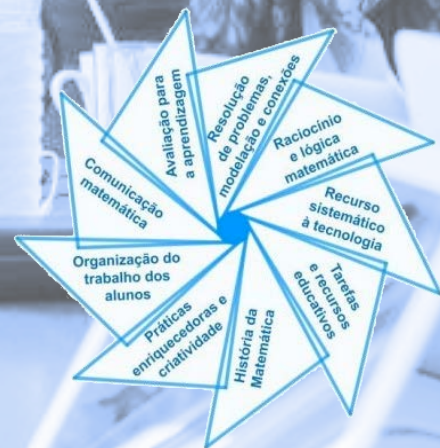 Avaliação para
a aprendizagem
Resolução
de problemas,
modelação e conexões
Raciocínio
e lógica
matemática
Recurso
sistemático
à tecnologia
Tarefas
e recursos
educativos
História da
Matemática
Práticas
enriquecedoras e
criatividade
Organização do
trabalho dos
alunos
Comunicação
matemática